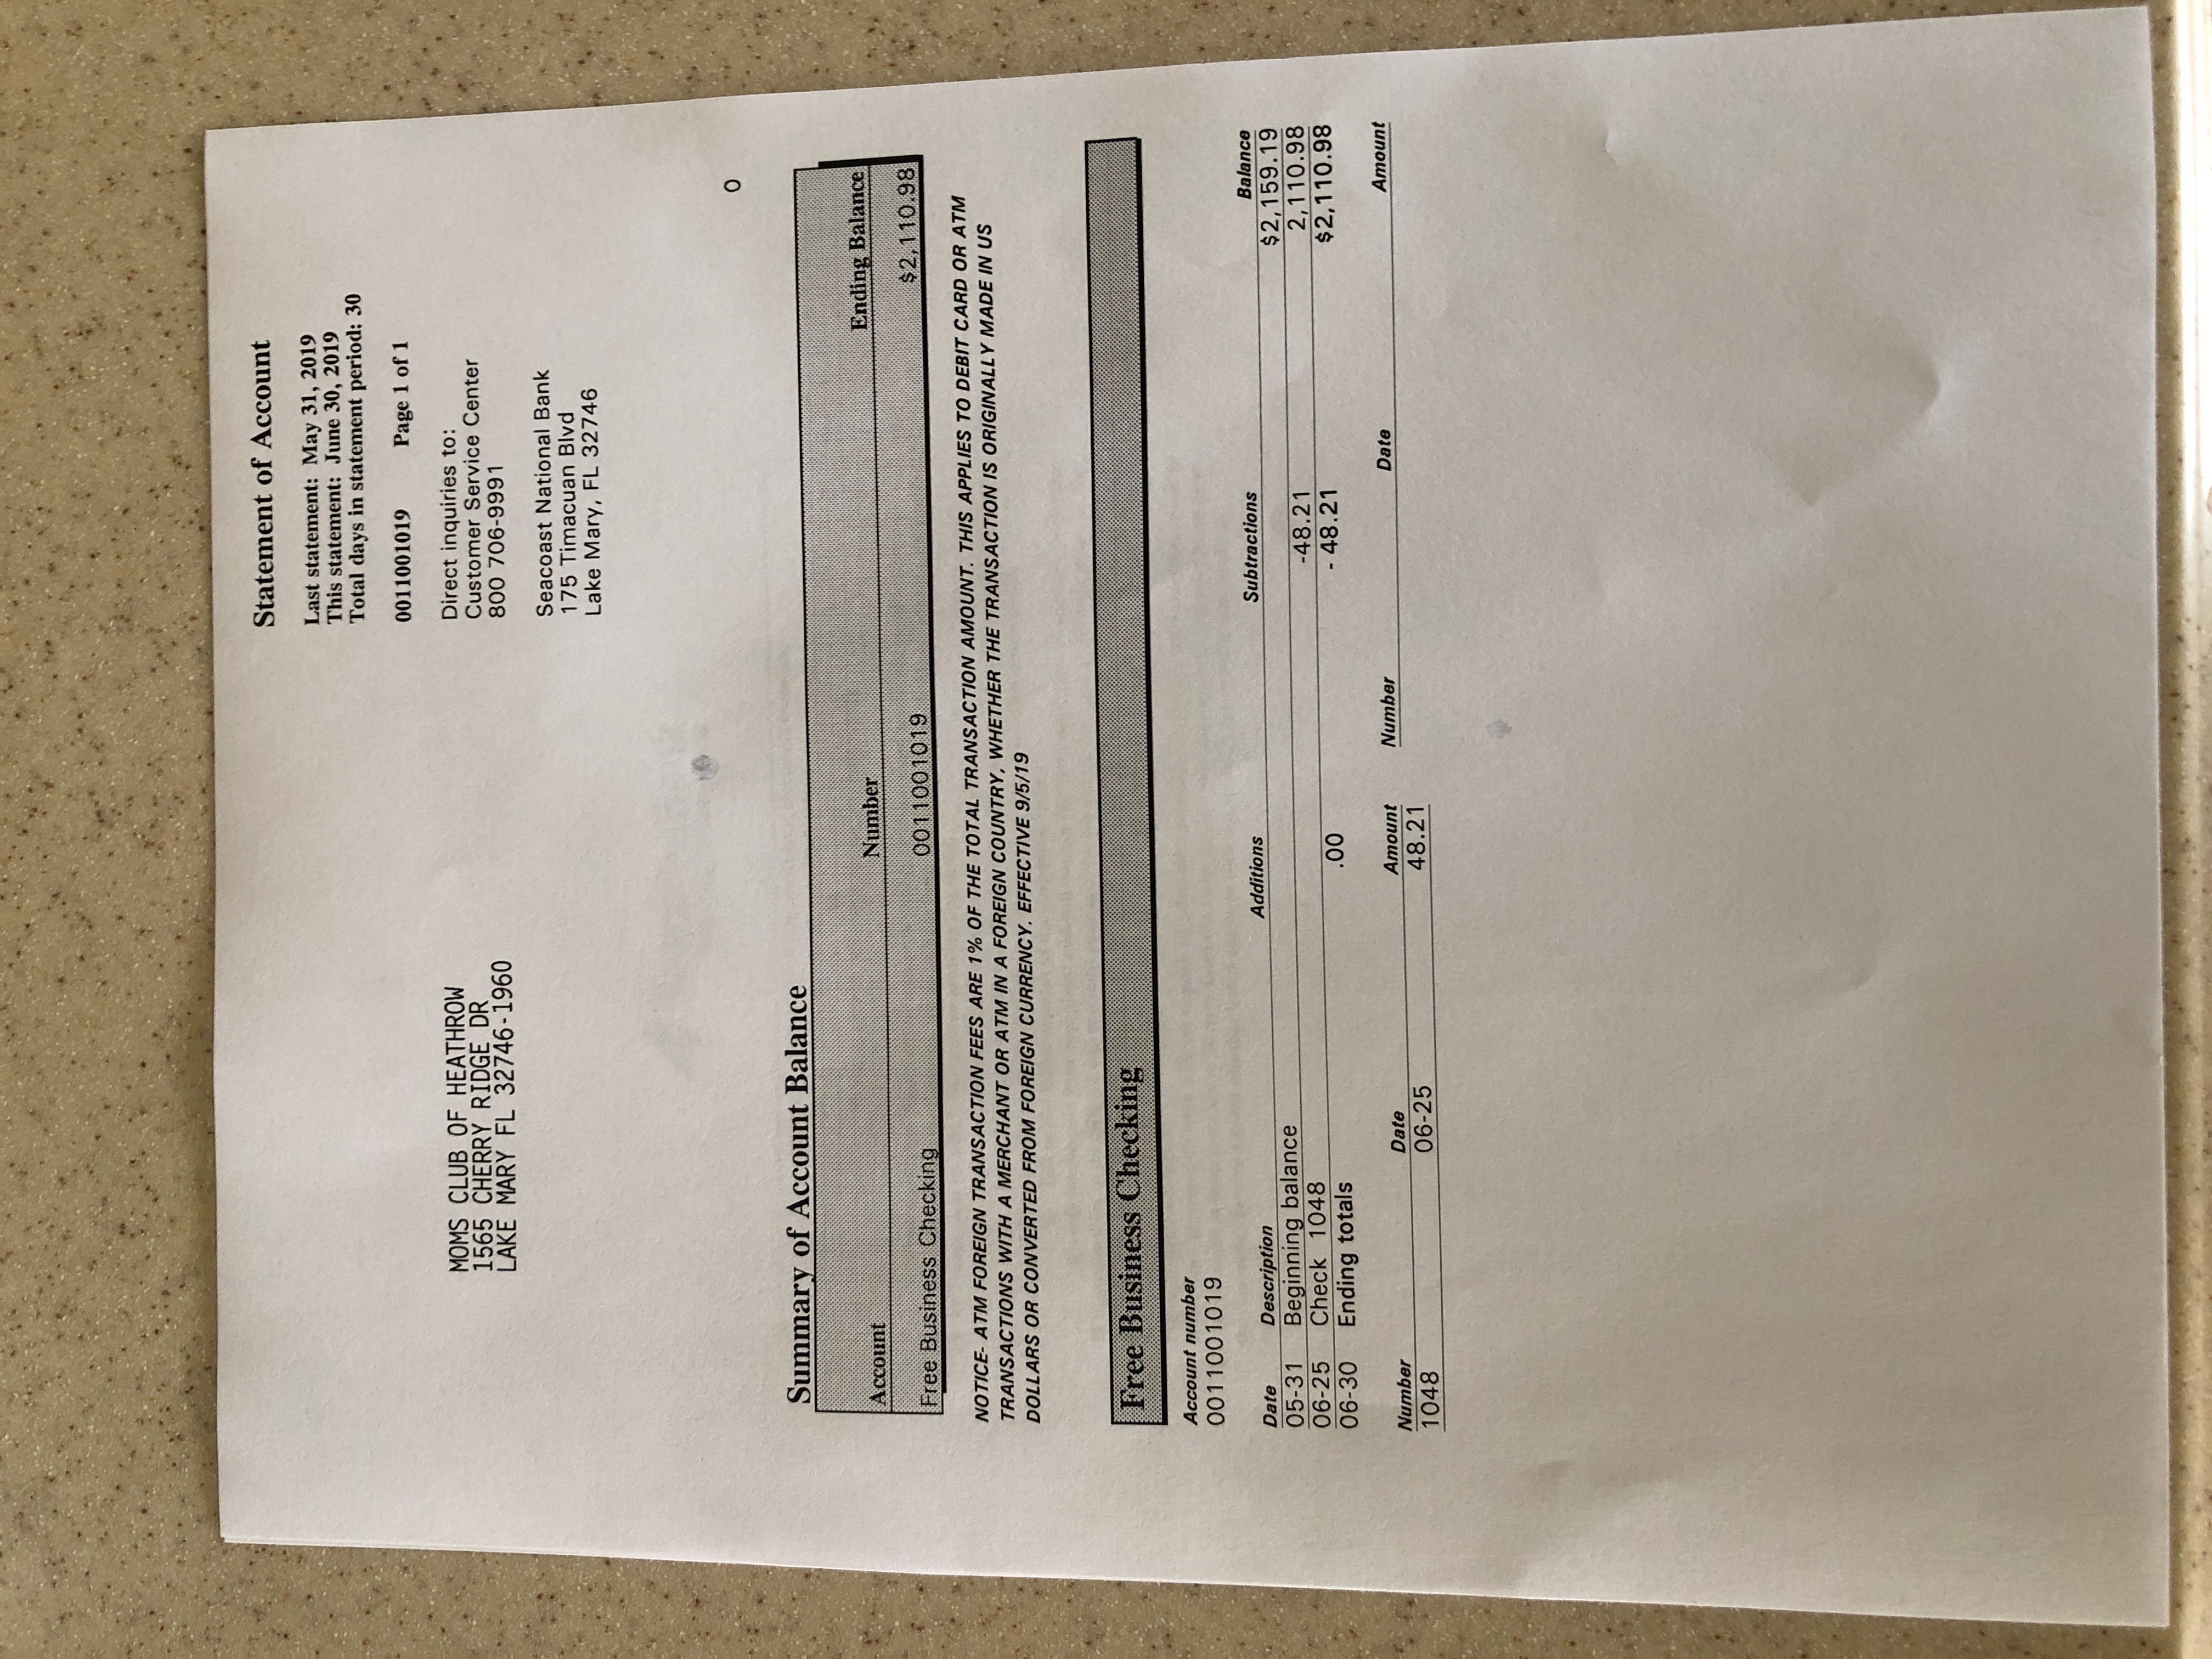 Statement of Account
Last statement: May 31, 2019
This statement: June 30, 2019
Total days in statement period: 30
0011001019 Page 1 of 1
Direct inquiries to:
Customer Service Center
800 706-9991
MOMS CLUB OF HEATHROW
1565 CHERRY RIDGE DR
LAKE MARY FL 32746-1960
Seacoast National Bank
175 Timacuan Blvd
Lake Mary, FL 32746
0
Summary of Account Balance
Account Number Ending Balance
Free Business Checking 0011001019 $2,110.98
NOTICE- ATM FOREIGN TRANSACTION FEES ARE 1% OF THE TOTAL TRANSACTION AMOUNT. THIS APPLIES TO DEBIT CARD OR ATM
TRANSACTIONS WITH A MERCHANT OR ATM IN A FOREIGN COUNTRY, WHETHER THE TRANSACTION IS ORIGINALLY MADE IN US
DOLLARS OR CONVERTED FROM FOREIGN CURRENCY. EFFECTIVE 9/5/19
Free Business Checking
Account number
0011001019
Date Description Additions Subtractions Balance
05-31 Beginning balance $2,159.19
06-25 Check 1048 -48.21 2,110.98
06-30 Ending totals .00 - 48.21 $2,110.98
Number Date Amount Number Date Amount
1048 06-25 48.21